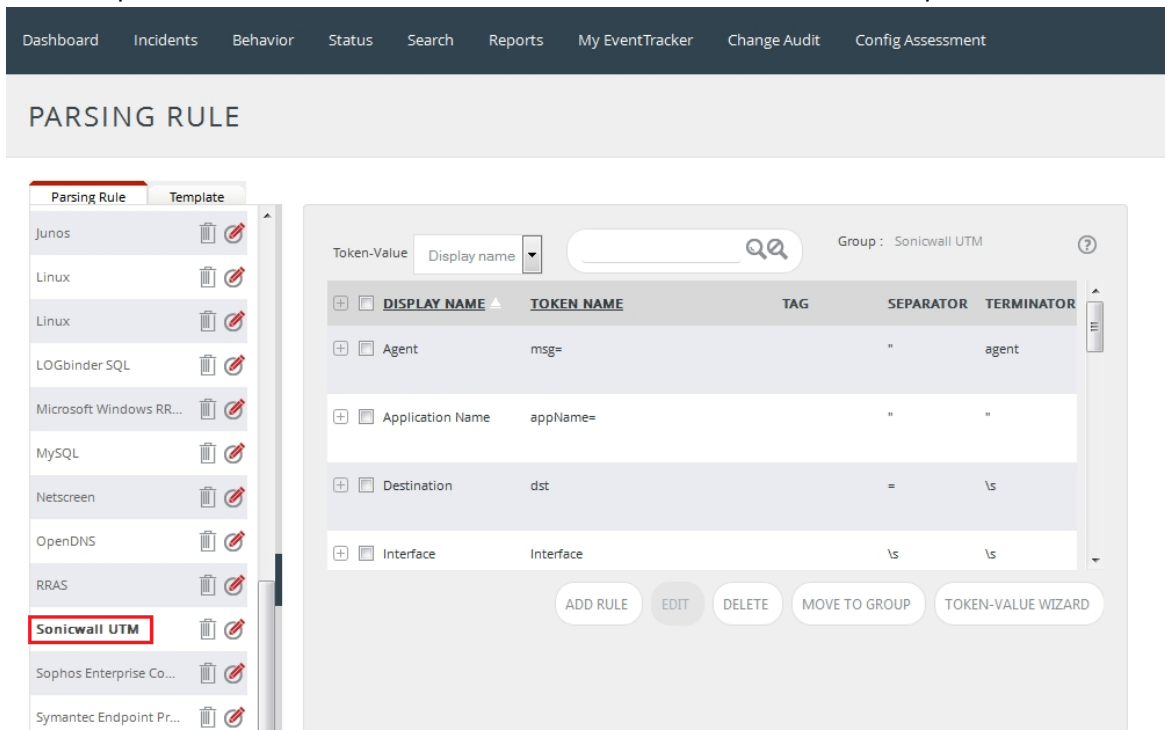 Dashboard Incidents Behavior Status Search Reports My EventTracker Change Audit Config Assessment
PARSING RULE
Parsing Rule Template
Junos
Linux
Linux
LOGbinder SQL
Microsoft Windows RR...
MySQL
Netscreen
OpenDNS
RRAS
Sonicwall UTM
Sophos Enterprise Co...
Symantec Endpoint Pr...
Token-Value Display name Group : Sonicwall UTM
DISPLAY NAME TOKEN NAME TAG SEPARATOR TERMINATOR
Agent msg= " agent
Application Name appName= " "
Destination dst = \s
Interface Interface \s \s
ADD RULE EDIT DELETE MOVE TO GROUP TOKEN-VALUE WIZARD